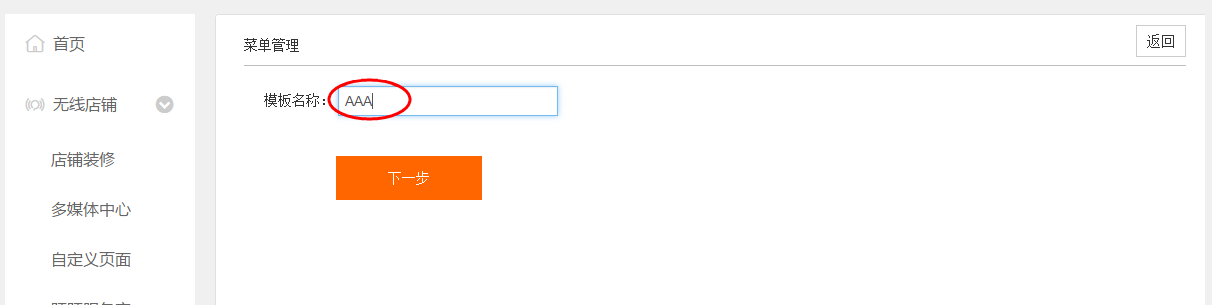 首页
无线店铺
店铺装修
多媒体中心
自定义页面
菜单管理
返回
模板名称：AAA
下一步